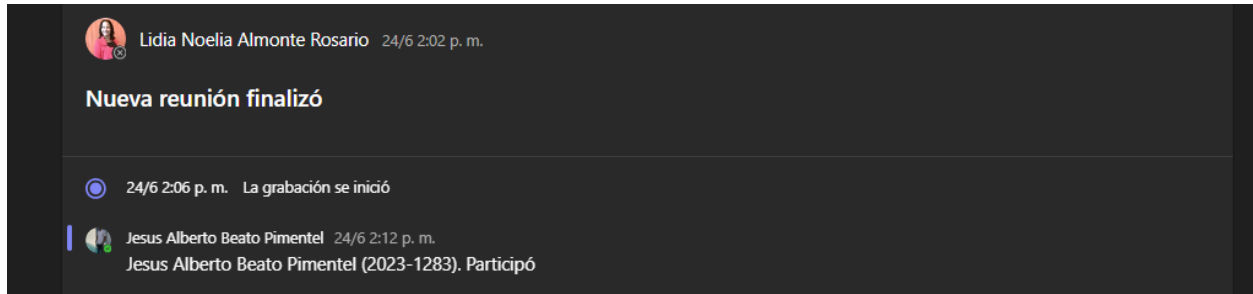 Lidia Noelia Almonte Rosario 24/6 2:02 p. m.
Nueva reunión finalizó
24/6 2:06 p. m. La grabación se inició
Jesus Alberto Beato Pimentel 24/6 2:12 p. m.
Jesus Alberto Beato Pimentel (2023-1283). Participó